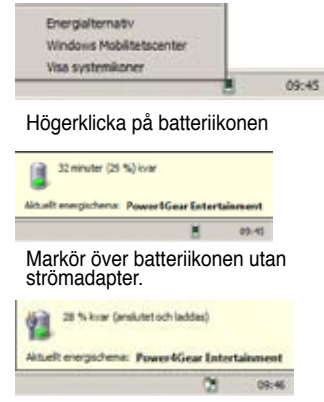 Energialternativ
Windows Mobilitetscenter
Visa systemikoner
09:45
Högerklicka på batteriikonen
32 minuter (29 %) kvar
Aktuellt energischema: Power4Gear Entertainment
09:45
Markör över batteriikonen utan
strömadapter.
28 % kvar (anslutet och laddas)
Aktuellt energischema: Power4Gear Entertainment
09:46